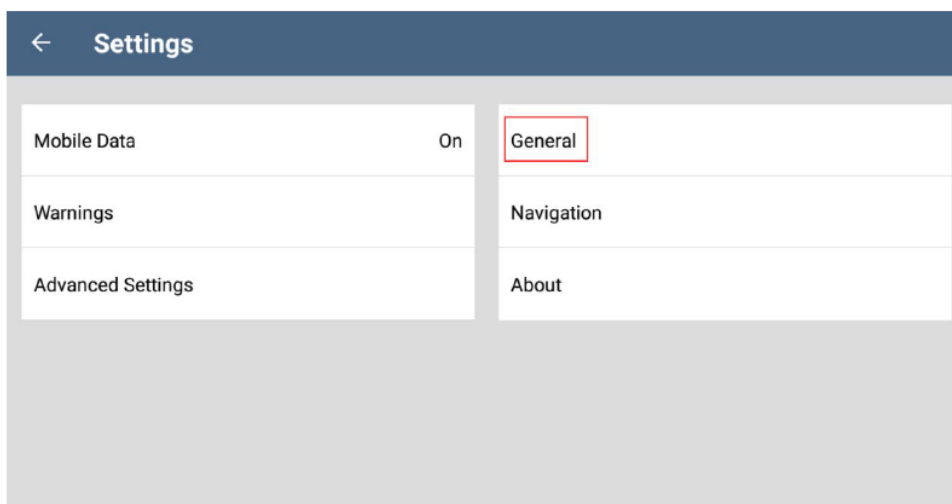 Settings
Mobile Data On
General
Warnings
Navigation
Advanced Settings
About